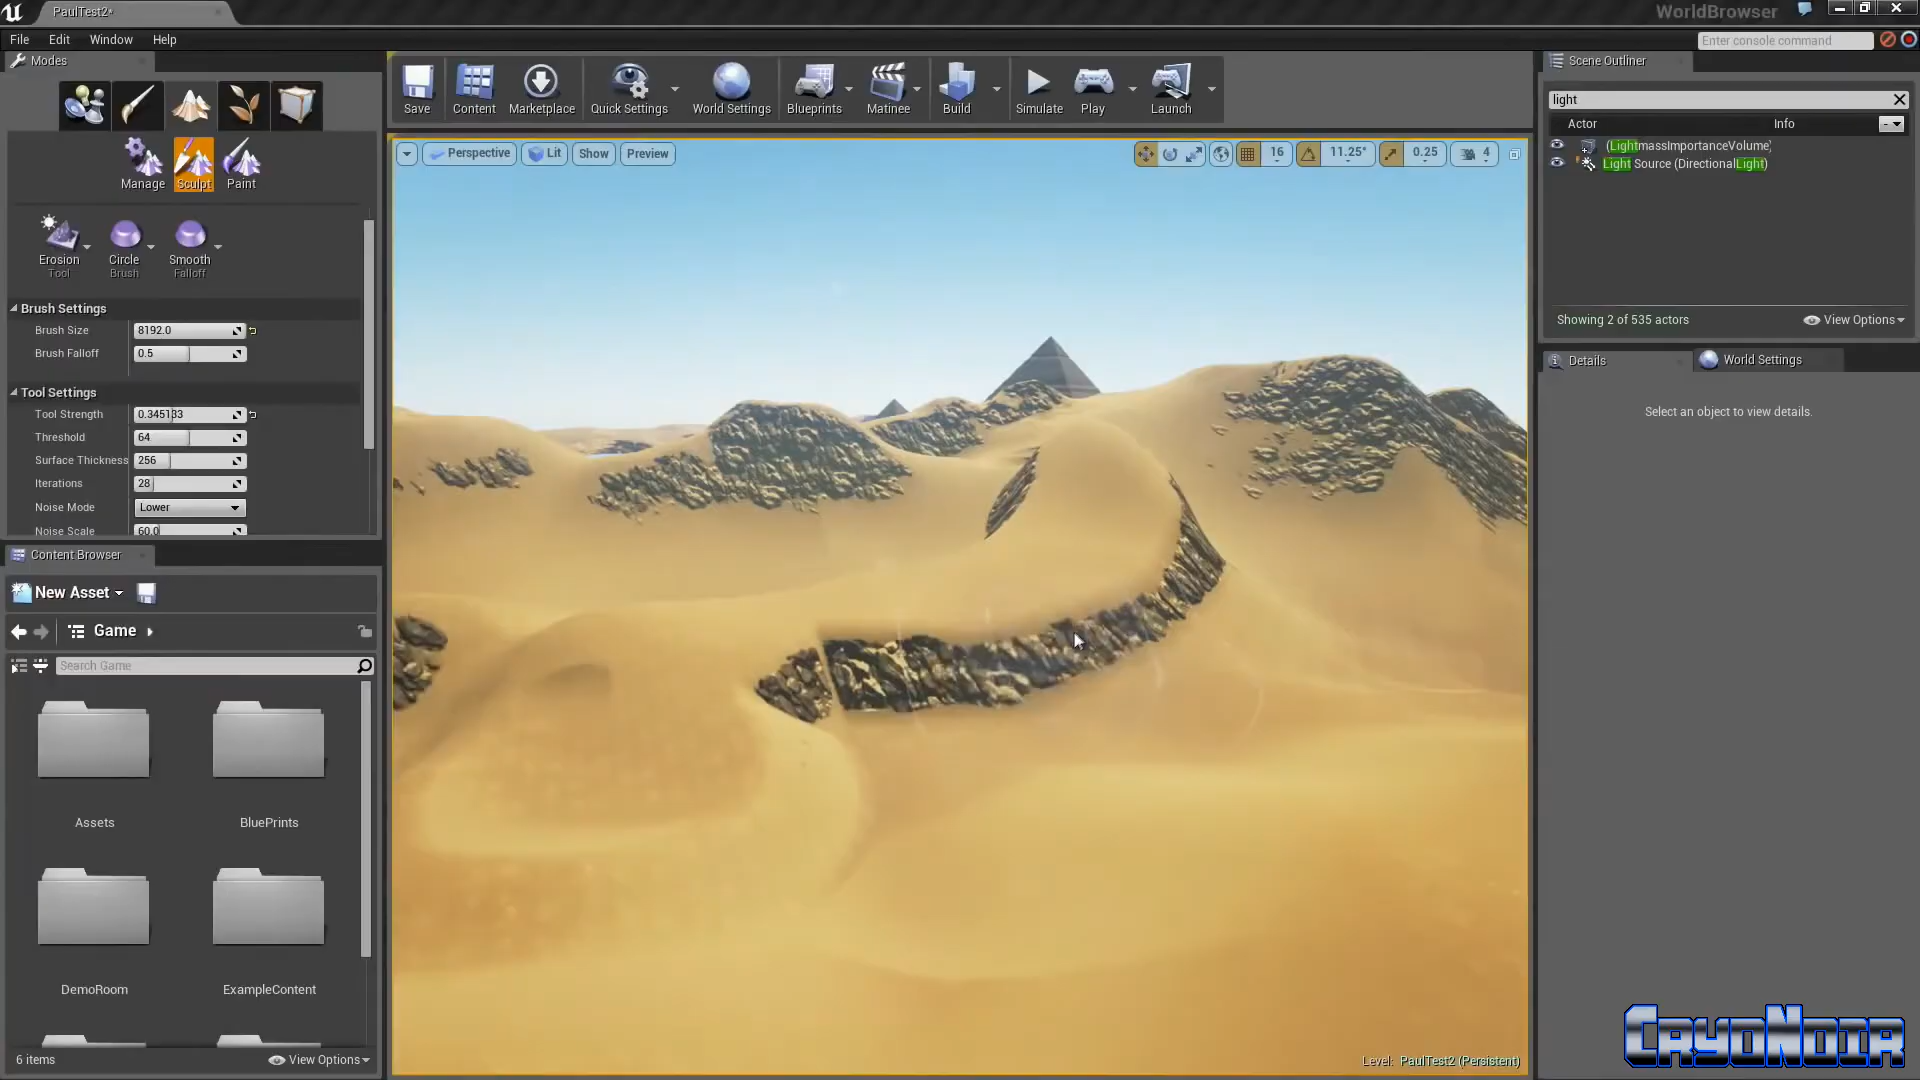 PaulTest2*
WorldBrowser
File Edit Window Help
Enter console command
Modes
Manage Sculpt Paint
Erosion Circle Smooth
Tool Brush Falloff
Brush Settings
Brush Size 8192.0
Brush Falloff 0.5
Tool Settings
Tool Strength 0.345133
Threshold 64
Surface Thickness 256
Iterations 28
Noise Mode Lower
Noise Scale 60.0
Content Browser
New Asset
Game
Search Game
Assets BluePrints
DemoRoom ExampleContent
6 items View Options
Save Content Marketplace Quick Settings World Settings Blueprints Matinee Build Simulate Play Launch
Perspective Lit Show Preview
16 11.25° 0.25 4
Level: PaulTest2 (Persistent)
Scene Outliner
light
Actor Info
(LightmassImportanceVolume)
Light Source (DirectionalLight)
Showing 2 of 535 actors View Options
Details World Settings
Select an object to view details.
CryoNoir